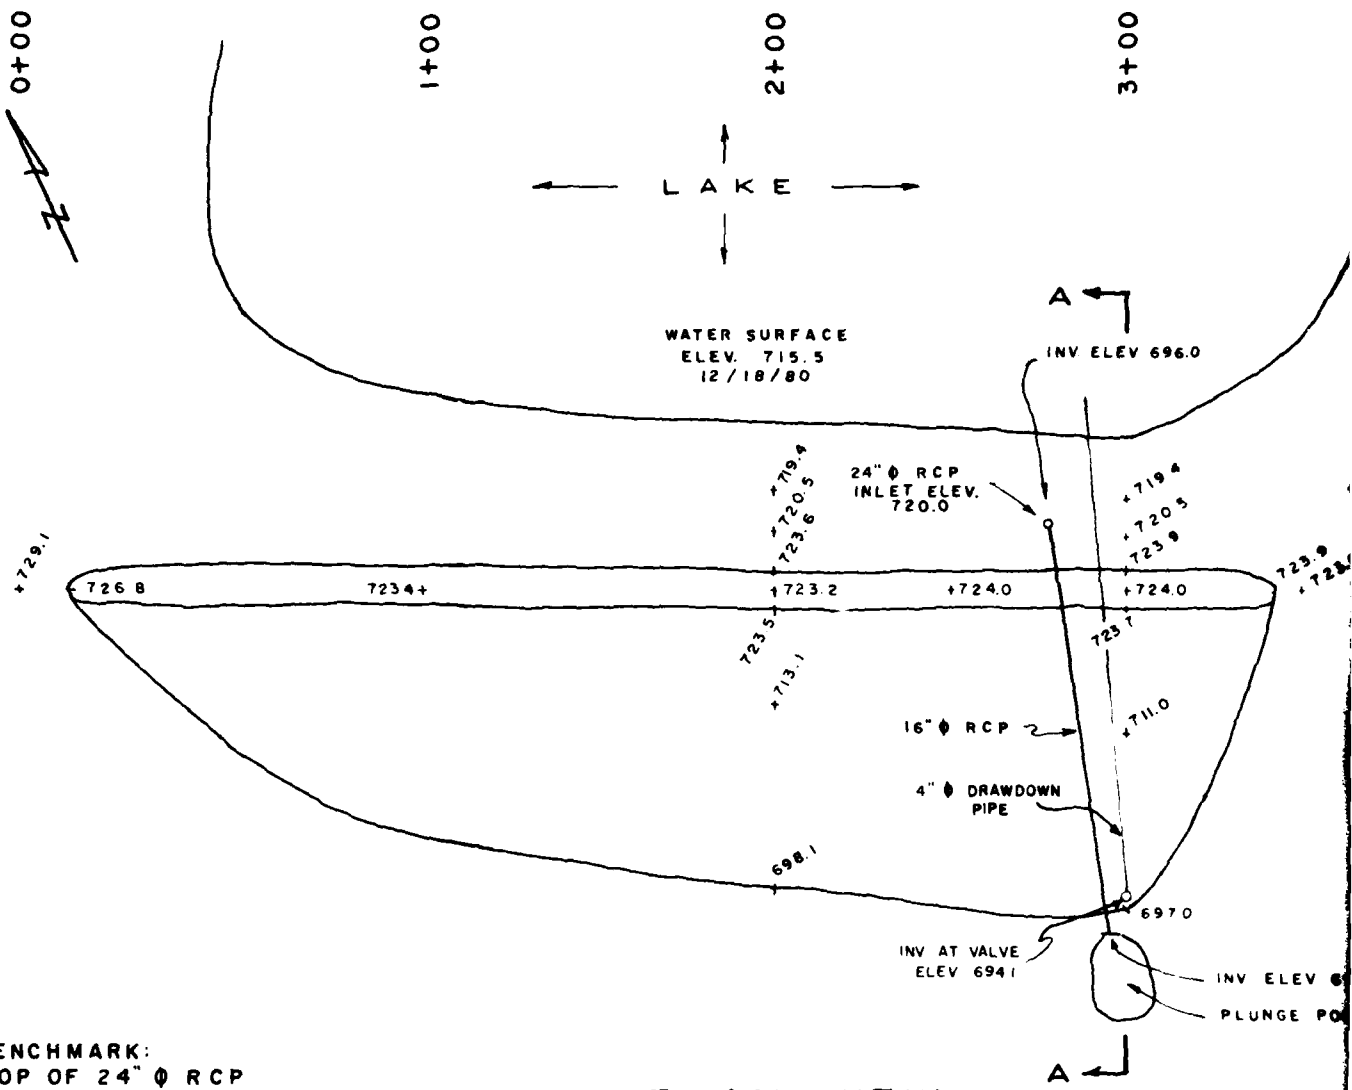 0+00
1+00
2+00
3+00
N
LAKE
A
WATER SURFACE
ELEV. 715.5
12/18/80
INV ELEV 696.0
24" ϕ RCP
INLET ELEV.
720.0
+719.4
+720.5
+723.6
+719.4
+720.5
+723.9
+729.1
726 8
723 4+
+723.2
+724.0
+724.0
723.9
723.5
723.7
+713.1
+711.0
16" ϕ RCP
4" ϕ DRAWDOWN
PIPE
698.1
697 0
INV AT VALVE
ELEV 694 1
INV ELEV
PLUNGE
ENCHMARK:
OP OF 24" ϕ RCP
A